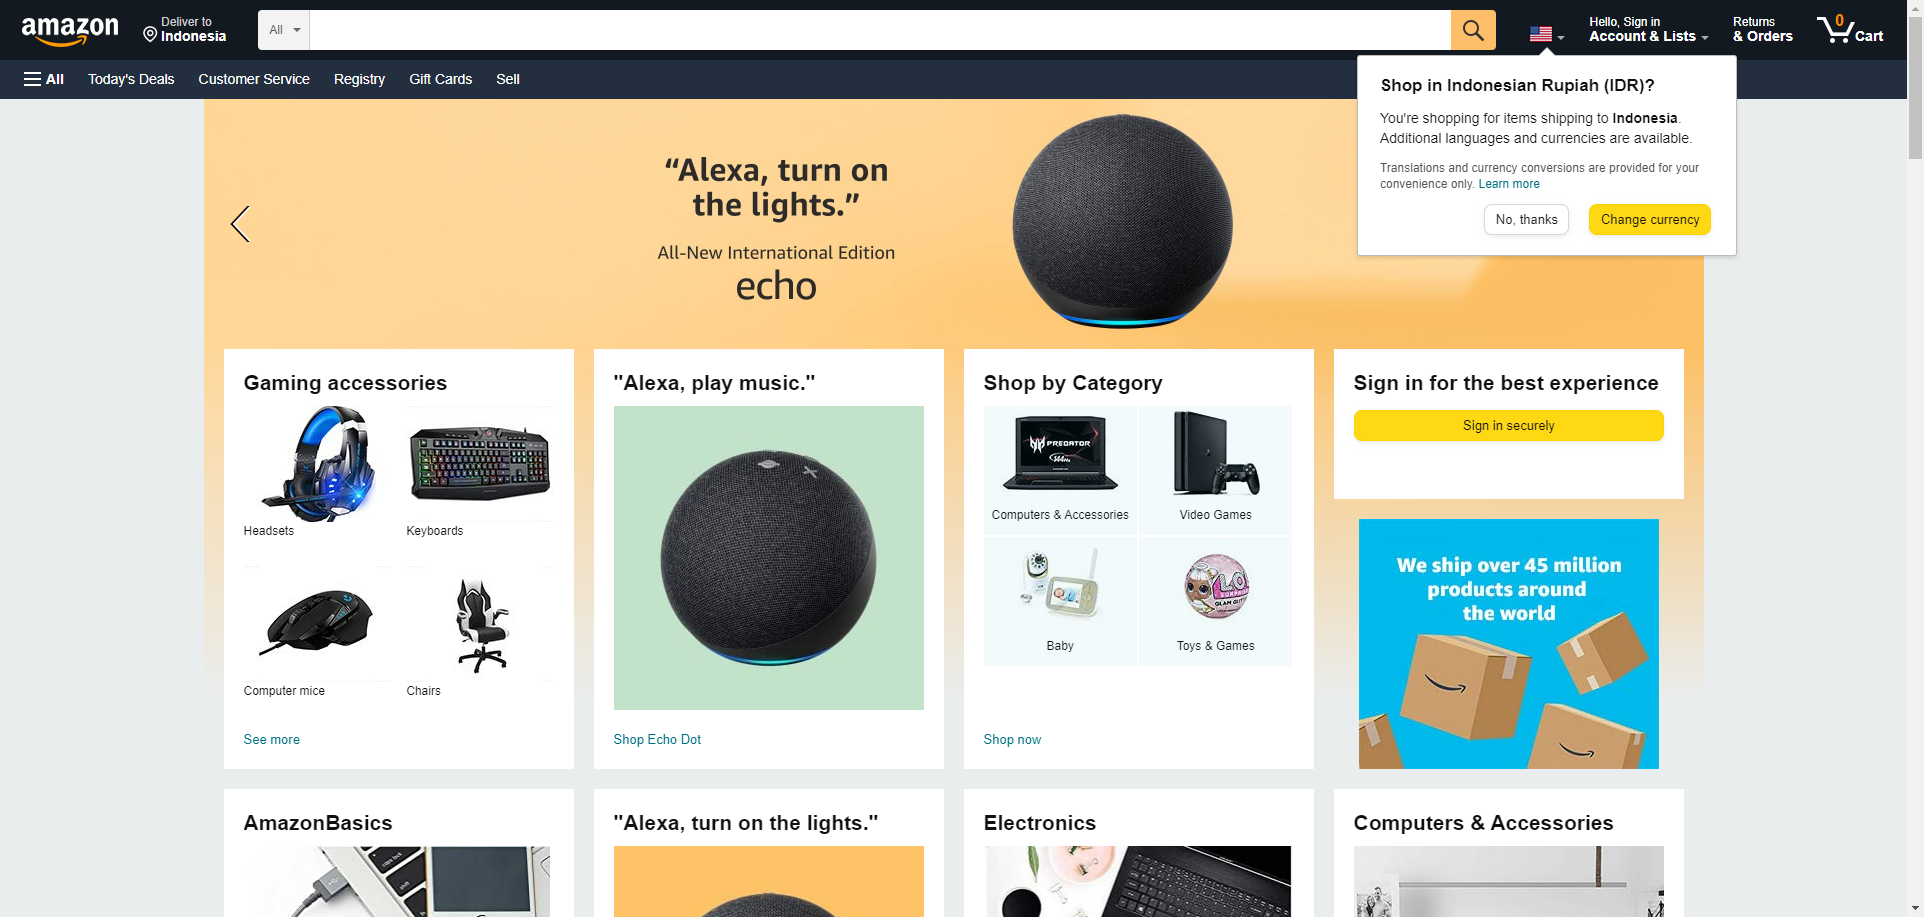 amazon
Deliver to
Indonesia
All
Hello, Sign in
Account & Lists
Returns
& Orders
0
Cart
All
Today's Deals
Customer Service
Registry
Gift Cards
Sell
Shop in Indonesian Rupiah (IDR)?
You're shopping for items shipping to Indonesia.
Additional languages and currencies are available.
Translations and currency conversions are provided for your
convenience only. Learn more
No, thanks
Change currency
“Alexa, turn on
the lights.”
All-New International Edition
echo
Gaming accessories
Headsets
Keyboards
Computer mice
Chairs
See more
"Alexa, play music."
Shop Echo Dot
Shop by Category
PREDATOR
Computers & Accessories
Video Games
L.O.L.
SURPRISE
GLAM GLITTER
Baby
Toys & Games
Shop now
Sign in for the best experience
Sign in securely
We ship over 45 million
products around
the world
AmazonBasics
"Alexa, turn on the lights."
Electronics
Computers & Accessories